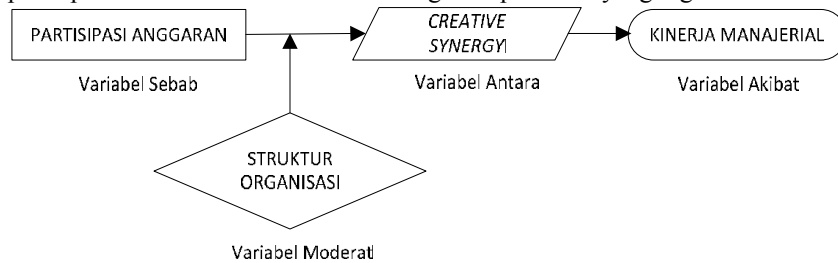 PARTISIPASI ANGGARAN
CREATIVE
SYNERGY
KINERJA MANAJERIAL
Variabel Sebab
Variabel Antara
Variabel Akibat
STRUKTUR
ORGANISASI
Variabel Moderat